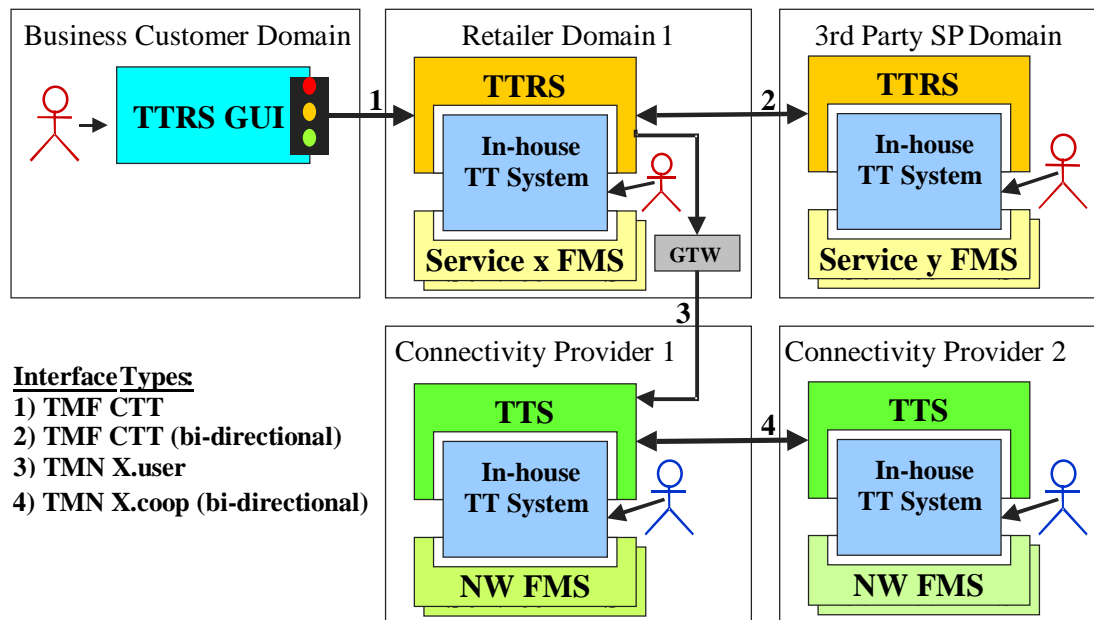 Business Customer Domain
TTRS GUI
1
Retailer Domain 1
TTRS
In-house
TT System
Service x FMS
GTW
2
3rd Party SP Domain
TTRS
In-house
TT System
Service y FMS
3
Interface Types:
1) TMF CTT
2) TMF CTT (bi-directional)
3) TMN X.user
4) TMN X.coop (bi-directional)
Connectivity Provider 1
TTS
In-house
TT System
NW FMS
4
Connectivity Provider 2
TTS
In-house
TT System
NW FMS